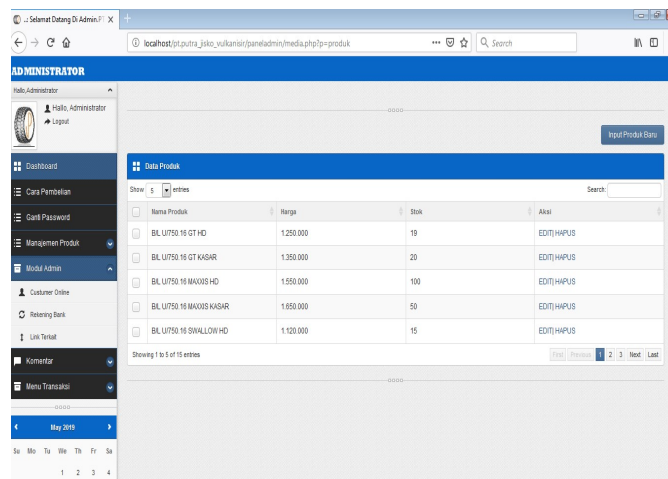 .:: Selamat Datang Di Admin.PT
localhost/pt.putra_jisko_vulkanisir/paneladmin/media.php?p=produk
Search
ADMINISTRATOR
Hallo, Administrator
Hallo, Administrator
Logout
Input Produk Baru
Dashboard
Cara Pembelian
Ganti Password
Manajemen Produk
Modul Admin
Custumer Online
Rekening Bank
Link Terkait
Komentar
Menu Transaksi
May 2019
Su Mo Tu We Th Fr Sa
1 2 3 4
Data Produk
Show 5 entries
Search:
Nama Produk Harga Stok Aksi
B/L U/750.16 GT HD 1.250.000 19 EDIT| HAPUS
B/L U/750.16 GT KASAR 1.350.000 20 EDIT| HAPUS
B/L U/750.16 MAXXIS HD 1.550.000 100 EDIT| HAPUS
B/L U/750.16 MAXXIS KASAR 1.650.000 50 EDIT| HAPUS
B/L U/750.16 SWALLOW HD 1.120.000 15 EDIT| HAPUS
Showing 1 to 5 of 15 entries
First Previous 1 2 3 Next Last